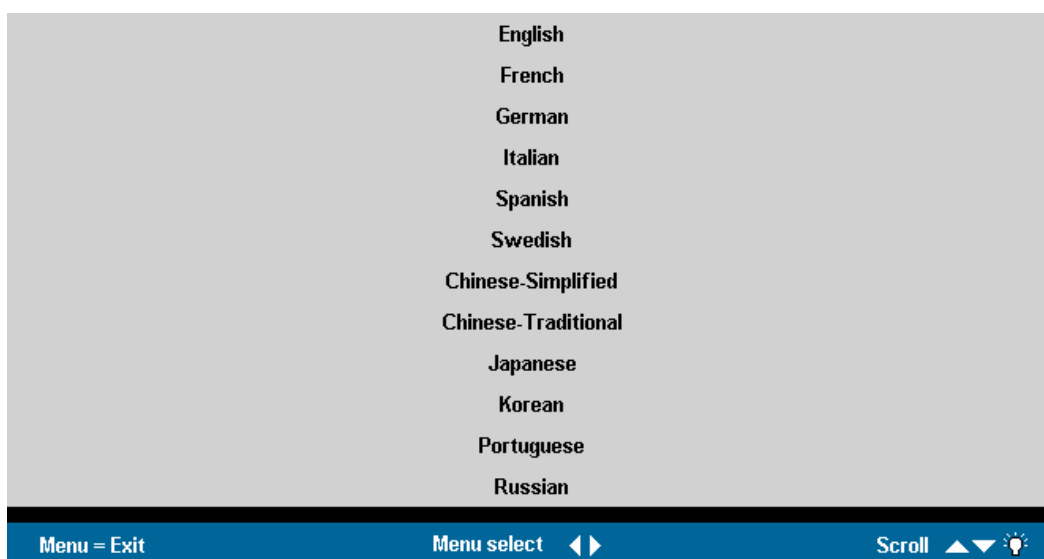 English
French
German
Italian
Spanish
Swedish
Chinese-Simplified
Chinese-Traditional
Japanese
Korean
Portuguese
Russian
Menu = Exit Menu select Scroll